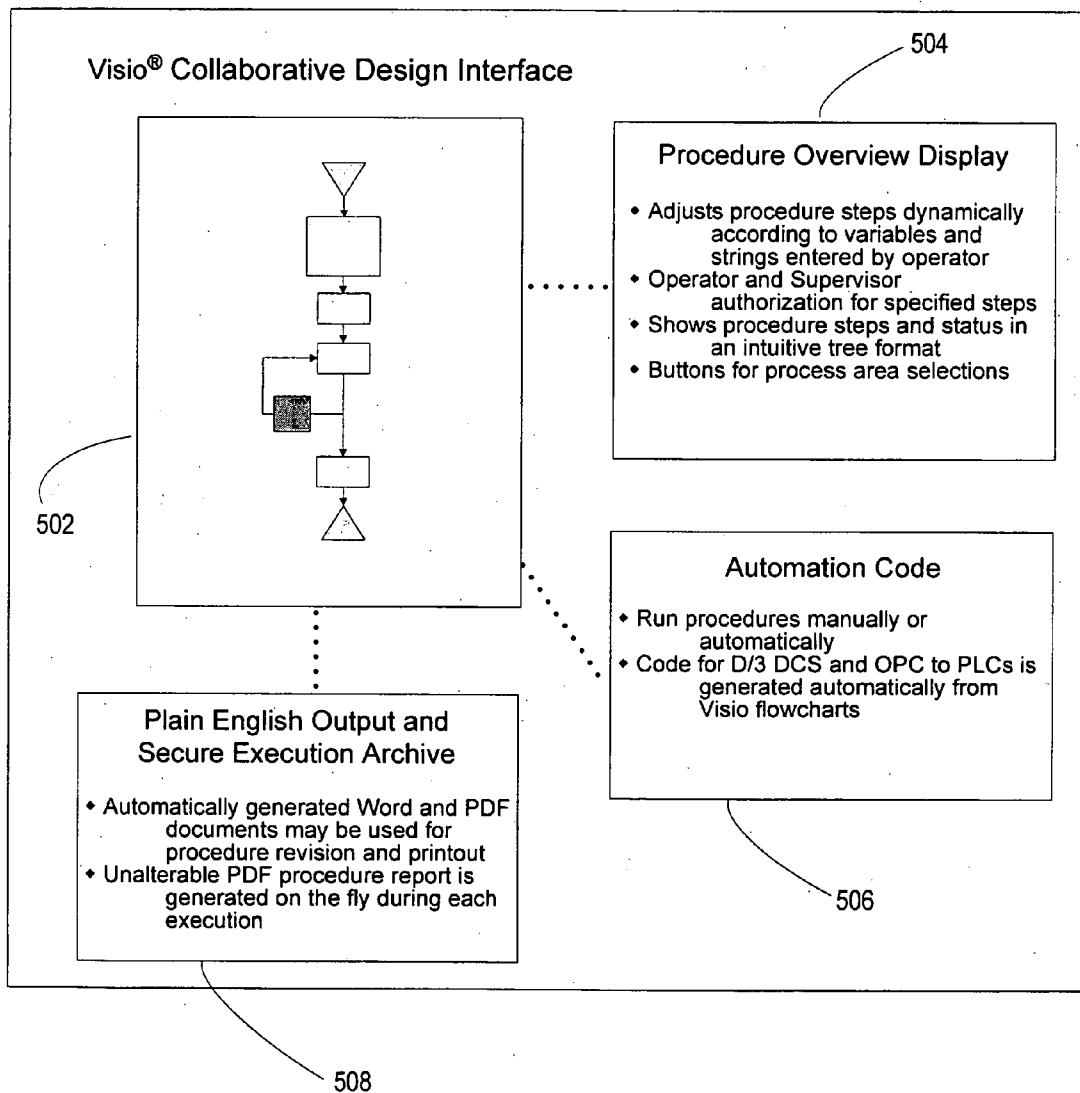 504
Visio® Collaborative Design Interface
502
Procedure Overview Display
• Adjusts procedure steps dynamically
according to variables and
strings entered by operator
• Operator and Supervisor
authorization for specified steps
• Shows procedure steps and status in
an intuitive tree format
• Buttons for process area selections
Automation Code
• Run procedures manually or
automatically
• Code for D/3 DCS and OPC to PLCs is
generated automatically from
Visio flowcharts
506
Plain English Output and
Secure Execution Archive
• Automatically generated Word and PDF
documents may be used for
procedure revision and printout
• Unalterable PDF procedure report is
generated on the fly during each
execution
508